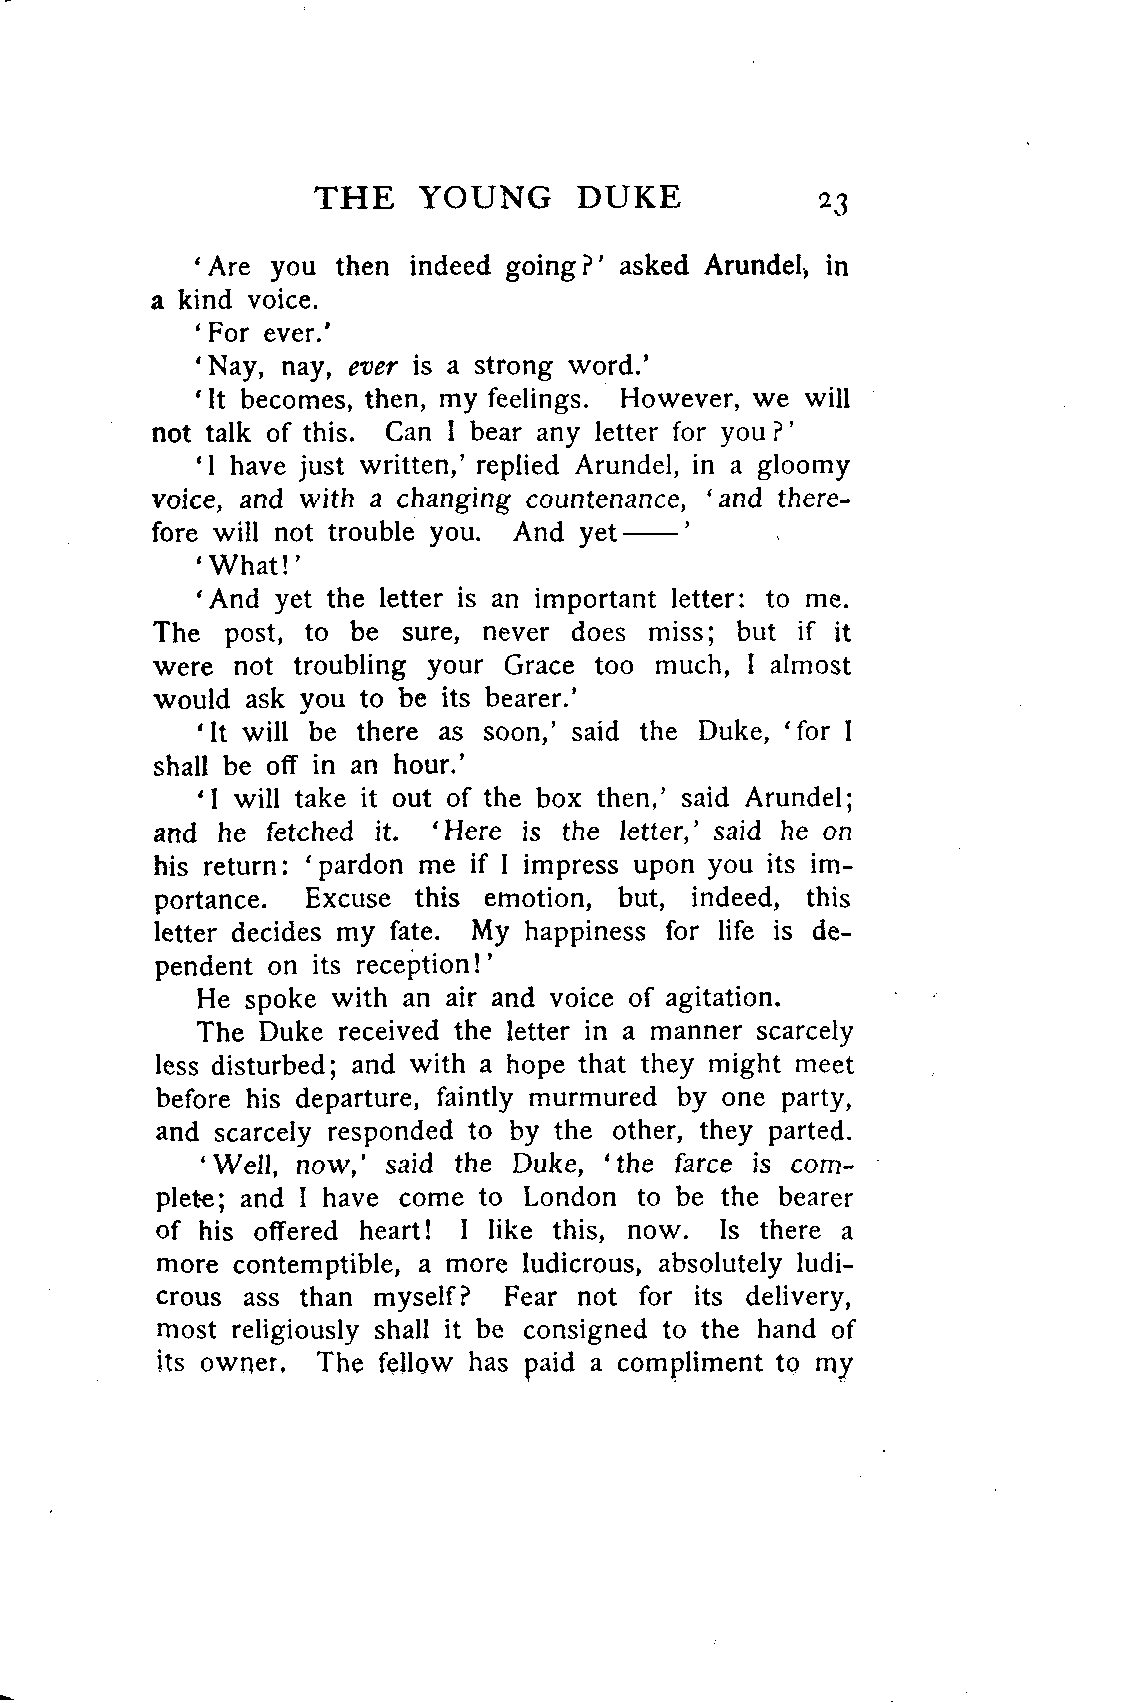 THE YOUNG DUKE 23
‘Are you then indeed going?’ asked Arundel, in
a kind voice.
‘For ever.’
‘Nay, nay, ever is a strong word.’
‘It becomes, then, my feelings. However, we will
not talk of this. Can I bear any letter for you?’
‘I have just written,’ replied Arundel, in a gloomy
voice, and with a changing countenance, ‘and there-
fore will not trouble you. And yet——’
‘What!’
‘And yet the letter is an important letter: to me.
The post, to be sure, never does miss; but if it
were not troubling your Grace too much, I almost
would ask you to be its bearer.’
‘It will be there as soon,’ said the Duke, ‘for I
shall be off in an hour.’
‘I will take it out of the box then,’ said Arundel;
and he fetched it. ‘Here is the letter,’ said he on
his return: ‘pardon me if I impress upon you its im-
portance. Excuse this emotion, but, indeed, this
letter decides my fate. My happiness for life is de-
pendent on its reception!’
He spoke with an air and voice of agitation.
The Duke received the letter in a manner scarcely
less disturbed; and with a hope that they might meet
before his departure, faintly murmured by one party,
and scarcely responded to by the other, they parted.
‘Well, now,’ said the Duke, ‘the farce is com-
plete; and I have come to London to be the bearer
of his offered heart! I like this, now. Is there a
more contemptible, a more ludicrous, absolutely ludi-
crous ass than myself? Fear not for its delivery,
most religiously shall it be consigned to the hand of
its owner. The fellow has paid a compliment to my